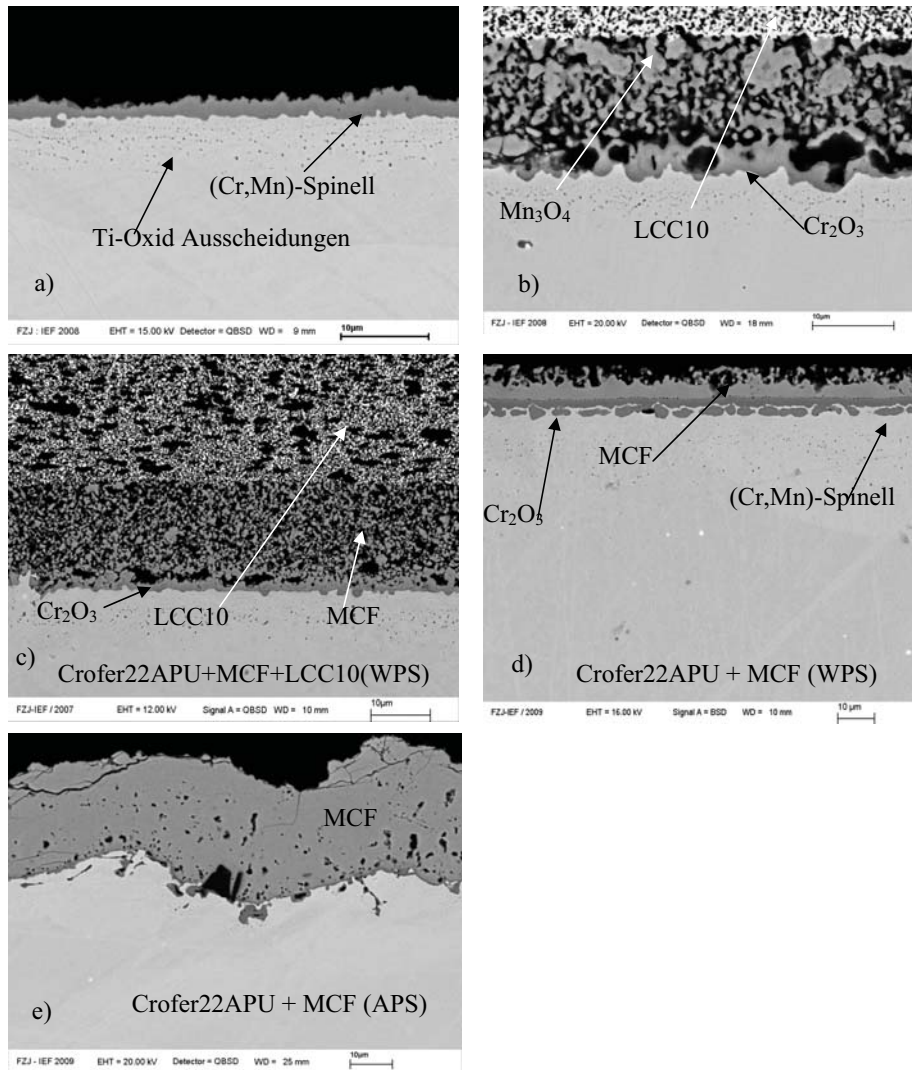 (Cr,Mn)-Spinell
Ti-Oxid Ausscheidungen
a)
FZJ : IEF 2008 EHT = 15.00 kV Detector = QBSD WD = 9 mm 10µm
Mn₃O₄
LCC10
Cr₂O₃
b)
FZJ - IEF 2008 EHT = 20.00 kV Detector = QBSD WD = 18 mm 10µm
Cr₂O₃
LCC10
MCF
c)
Crofer22APU+MCF+LCC10(WPS)
FZJ-IEF / 2007 EHT = 12.00 kV Signal A = QBSD WD = 10 mm 10µm
MCF
Cr₂O₃
(Cr,Mn)-Spinell
d)
Crofer22APU + MCF (WPS)
FZJ-IEF / 2009 EHT = 16.00 kV Signal A = BSD WD = 10 mm 10 µm
MCF
e)
Crofer22APU + MCF (APS)
FZJ - IEF 2009 EHT = 20.00 kV Detector = QBSD WD = 25 mm 10µm